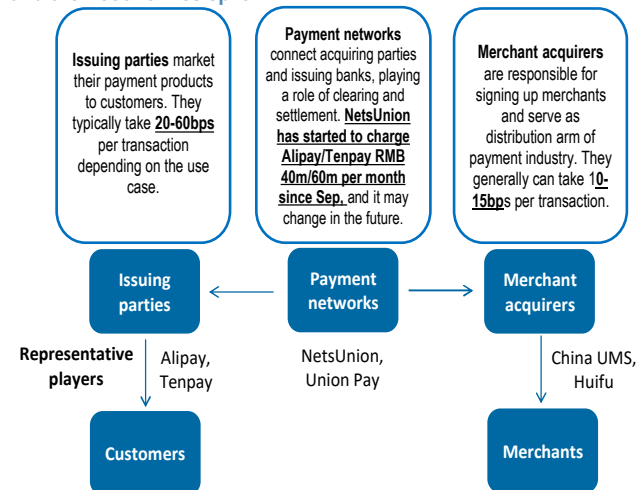 Issuing parties market
their payment products
to customers. They
typically take 20-60bps
per transaction
depending on the use
case.
Payment networks
connect acquiring parties
and issuing banks, playing
a role of clearing and
settlement. NetsUnion
has started to charge
Alipay/Tenpay RMB
40m/60m per month
since Sep, and it may
change in the future.
Merchant acquirers
are responsible for
signing up merchants
and serve as
distribution arm of
payment industry. They
generally can take 10-
15bps per transaction.
Issuing
parties
Payment
networks
Merchant
acquirers
Representative
players
Alipay,
Tenpay
NetsUnion,
Union Pay
China UMS,
Huifu
Customers
Merchants